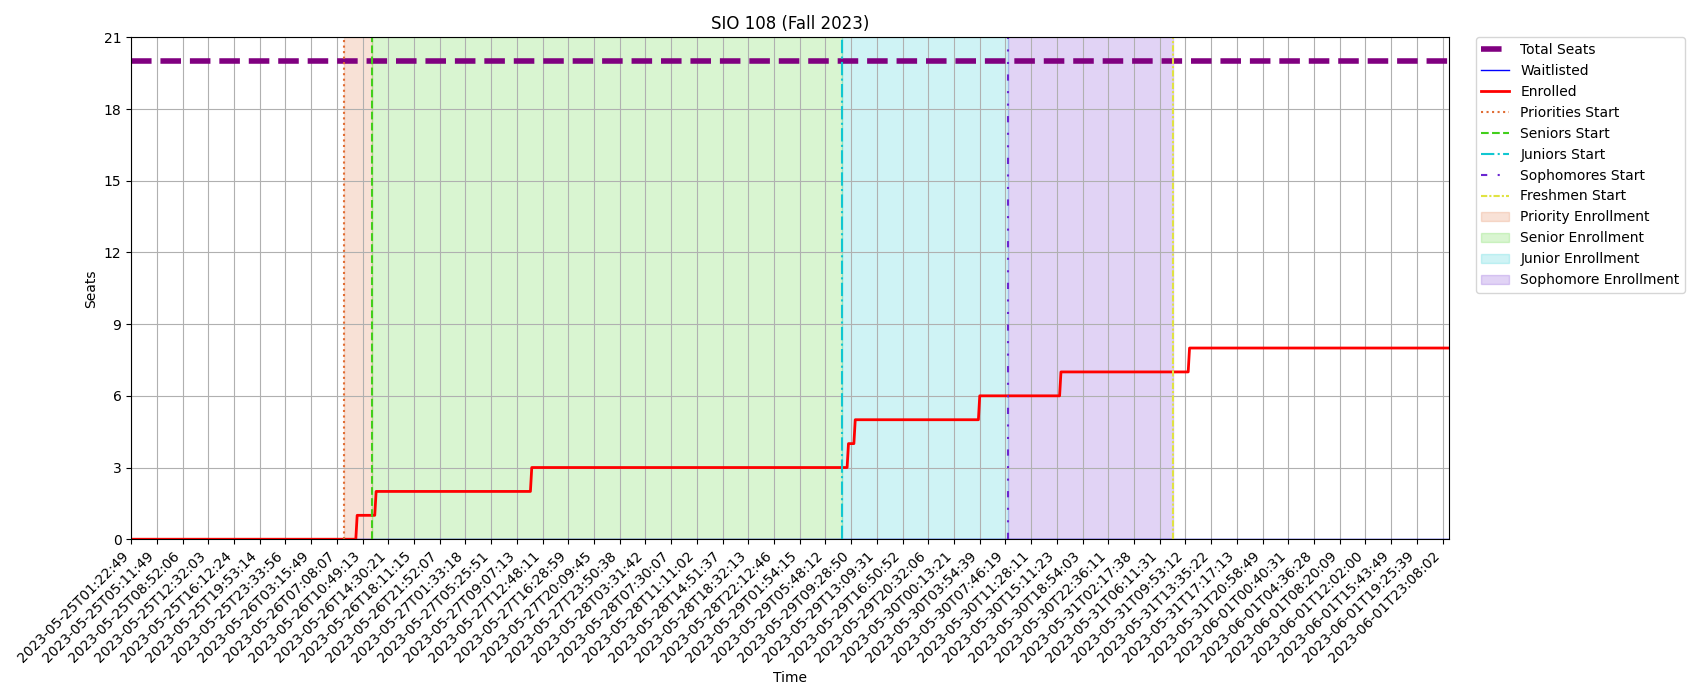 SIO 108 (Fall 2023)
21
18
15
12
9
6
3
0
Seats
2023-05-25T01:22:49
2023-05-25T05:11:49
2023-05-25T08:52:06
2023-05-25T12:32:03
2023-05-25T16:12:24
2023-05-25T19:53:14
2023-05-25T23:33:56
2023-05-26T03:15:49
2023-05-26T07:08:07
2023-05-26T10:49:13
2023-05-26T14:30:21
2023-05-26T18:11:15
2023-05-26T21:52:07
2023-05-27T01:33:18
2023-05-27T05:25:51
2023-05-27T09:07:13
2023-05-27T12:48:11
2023-05-27T16:28:59
2023-05-27T20:09:45
2023-05-27T23:50:38
2023-05-28T03:31:42
2023-05-28T07:30:07
2023-05-28T11:11:02
2023-05-28T14:51:37
2023-05-28T18:32:13
2023-05-28T22:12:46
2023-05-29T01:54:15
2023-05-29T05:48:12
2023-05-29T09:28:50
2023-05-29T13:09:31
2023-05-29T16:50:52
2023-05-29T20:32:06
2023-05-30T00:13:21
2023-05-30T03:54:39
2023-05-30T07:46:19
2023-05-30T11:28:11
2023-05-30T15:11:23
2023-05-30T18:54:03
2023-05-30T22:36:11
2023-05-31T02:17:38
2023-05-31T06:11:31
2023-05-31T09:53:12
2023-05-31T13:35:22
2023-05-31T17:17:13
2023-05-31T20:58:49
2023-06-01T00:40:31
2023-06-01T04:36:28
2023-06-01T08:20:09
2023-06-01T12:02:00
2023-06-01T15:43:49
2023-06-01T19:25:39
2023-06-01T23:08:02
Time
Total Seats
Waitlisted
Enrolled
Priorities Start
Seniors Start
Juniors Start
Sophomores Start
Freshmen Start
Priority Enrollment
Senior Enrollment
Junior Enrollment
Sophomore Enrollment